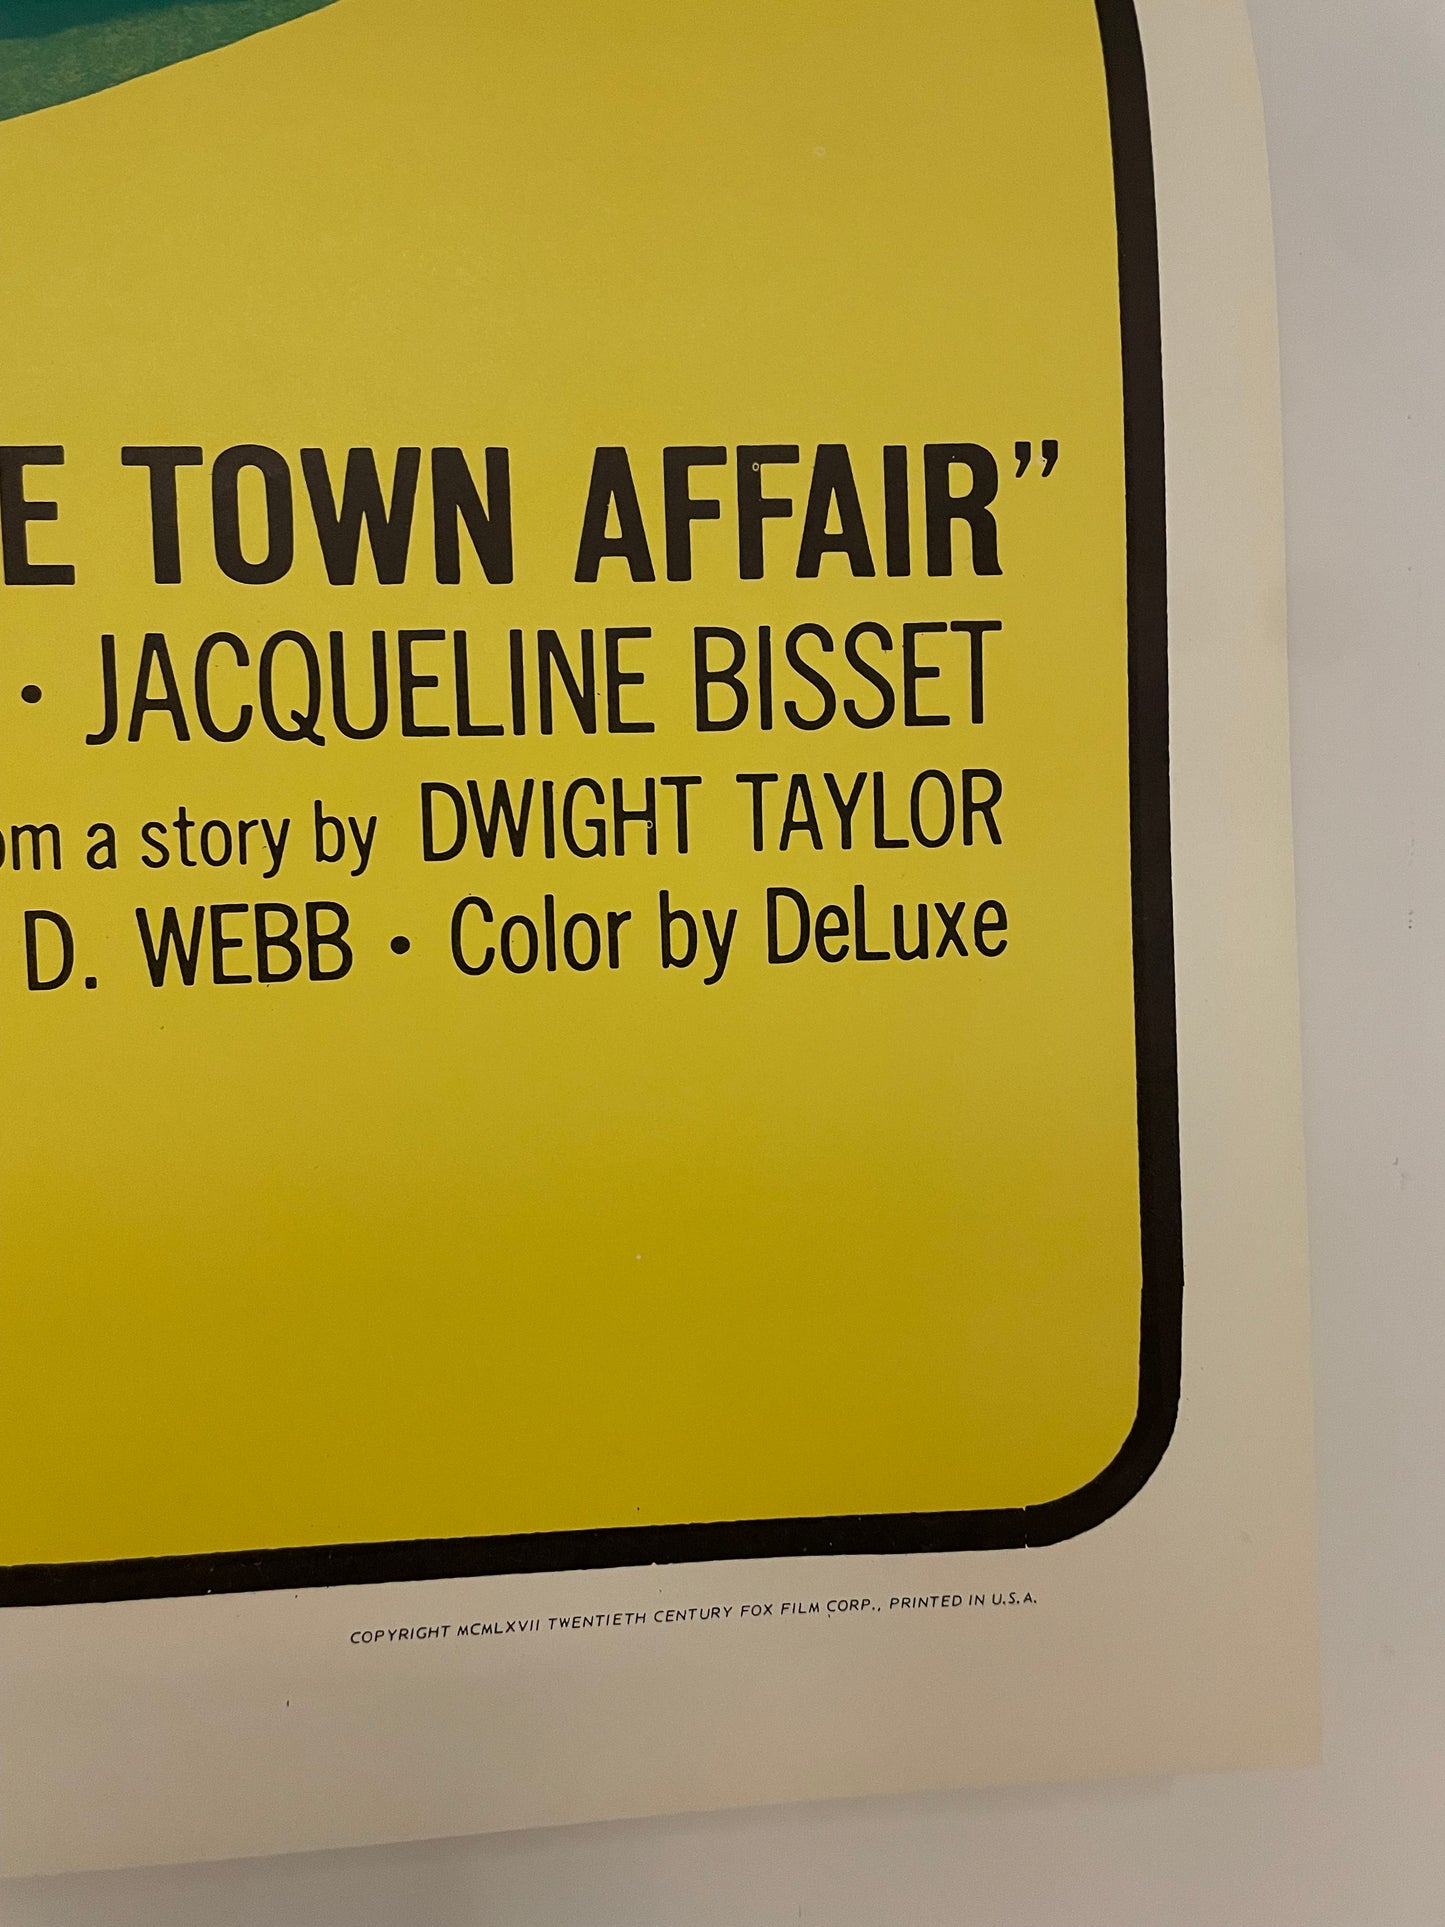 E TOWN AFFAIR”
• JACQUELINE BISSET
om a story by DWIGHT TAYLOR
D. WEBB • Color by DeLuxe
COPYRIGHT MCMLXVII TWENTIETH CENTURY FOX FILM CORP., PRINTED IN U.S.A.